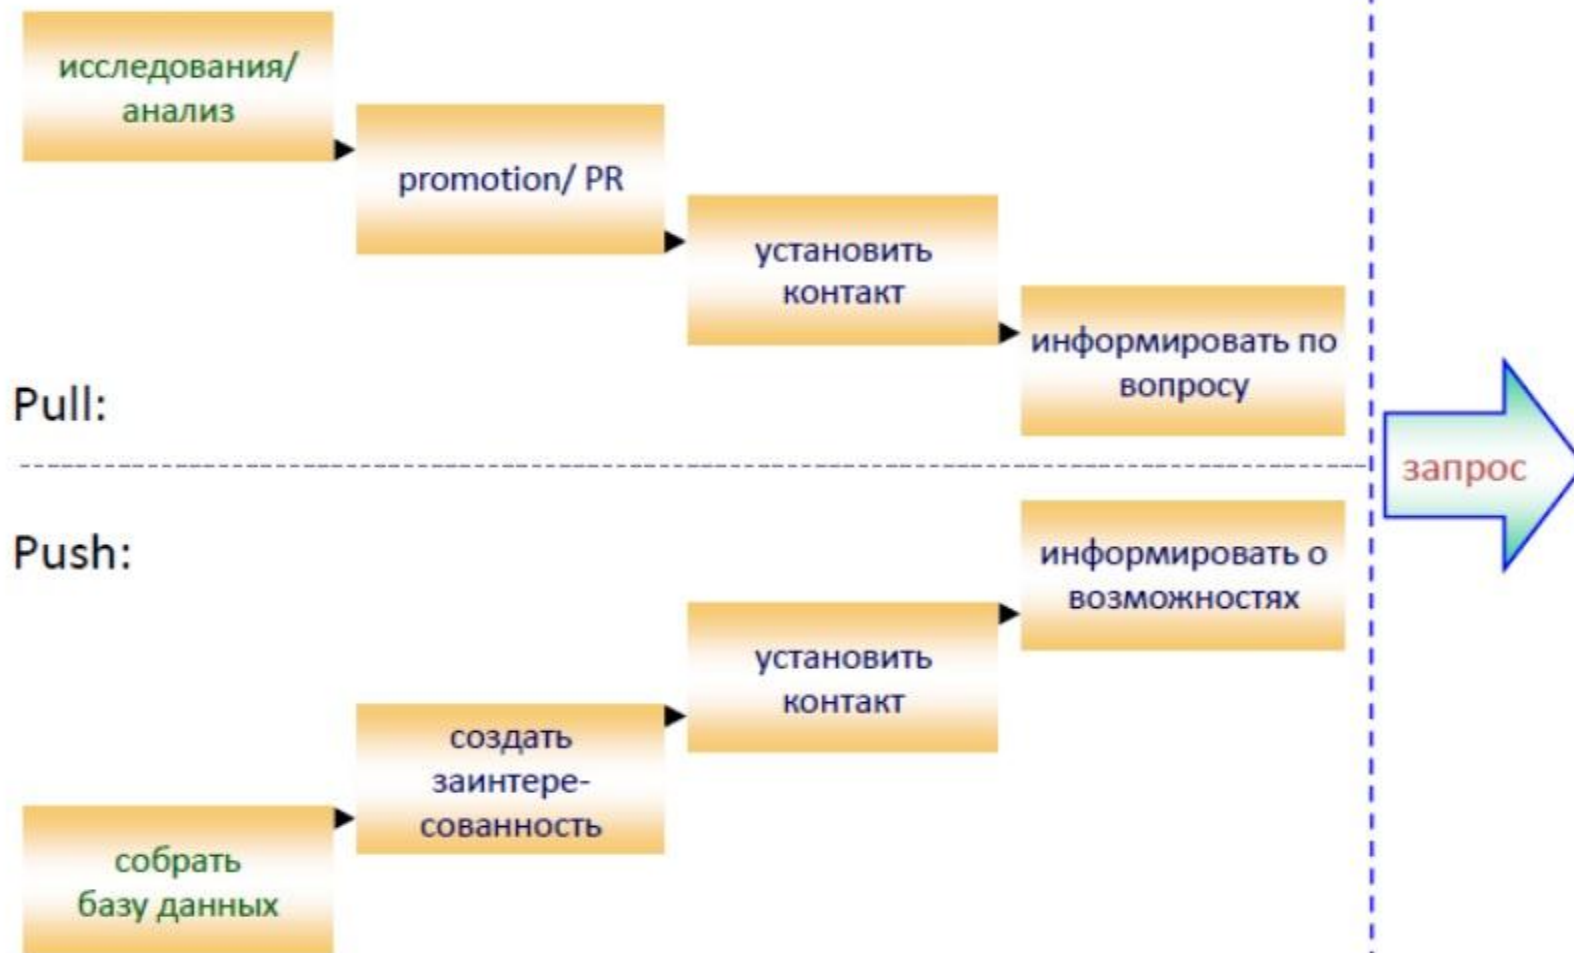 исследования/
анализ
promotion/ PR
установить
контакт
информировать по
вопросу
Pull:
запрос
Push:
информировать о
возможностях
установить
контакт
создать
заинтере-
сованность
собрать
базу данных